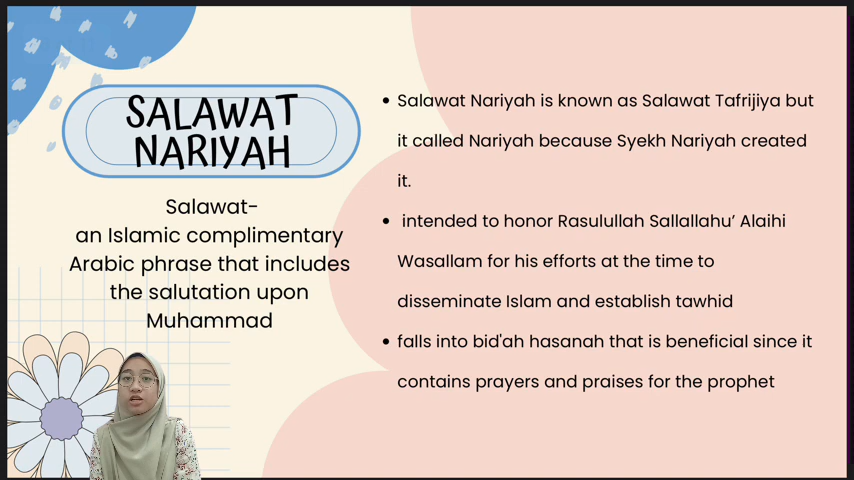 SALAWAT
NARIYAH
Salawat-
an Islamic complimentary
Arabic phrase that includes
the salutation upon
Muhammad
• Salawat Nariyah is known as Salawat Tafrijiya but
it called Nariyah because Syekh Nariyah created
it.
• intended to honor Rasulullah Sallallahu’ Alaihi
Wasallam for his efforts at the time to
disseminate Islam and establish tawhid
• falls into bid'ah hasanah that is beneficial since it
contains prayers and praises for the prophet